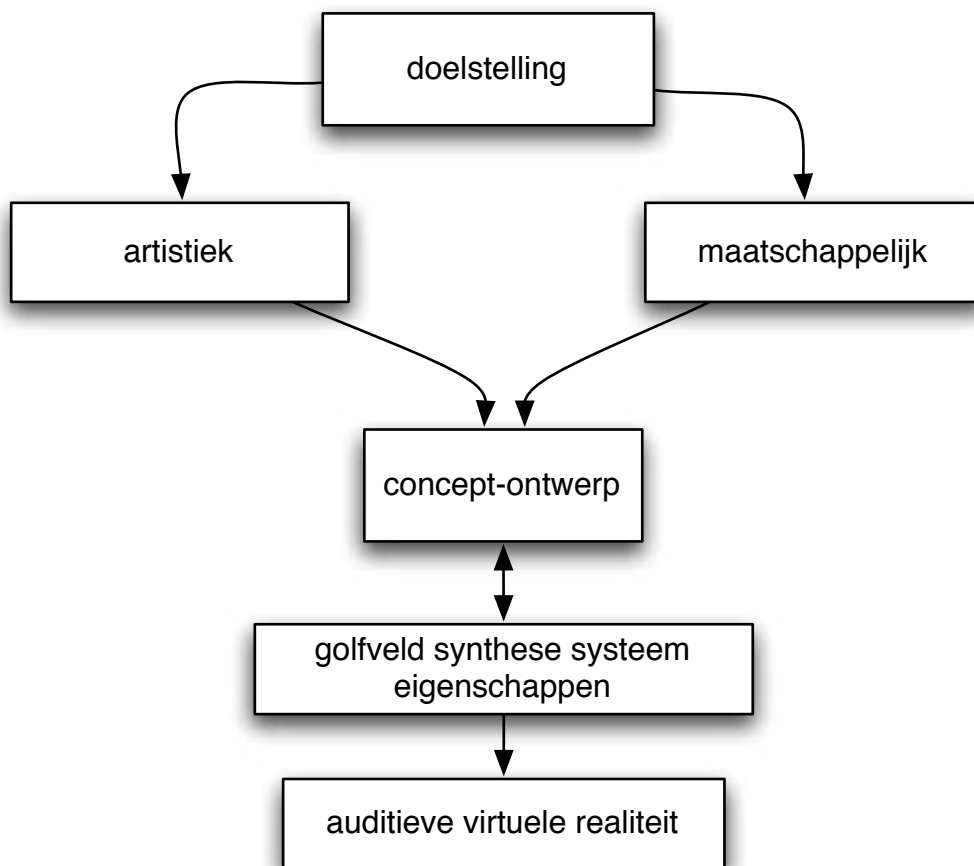 doelstelling
artistiek
maatschappelijk
concept-ontwerp
golfveld synthese systeem
eigenschappen
auditieve virtuele realiteit